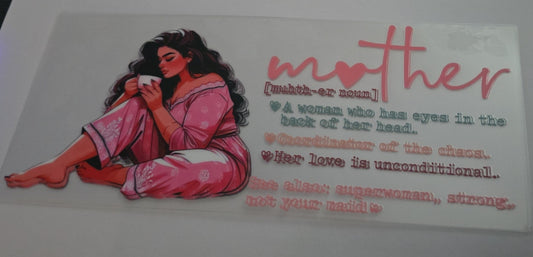 mother
[muhth-er noun]
A woman who has eyes in the
back of her head.
Coordinator of the chaos.
Her love is unconditional.
See also: superwoman, strong,
not your maid